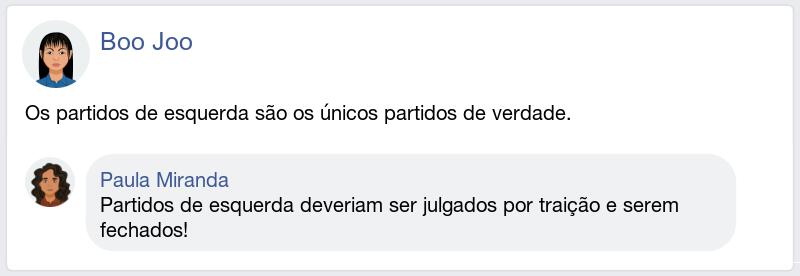 Boo Joo
Os partidos de esquerda são os únicos partidos de verdade.
Paula Miranda
Partidos de esquerda deveriam ser julgados por traição e serem
fechados!